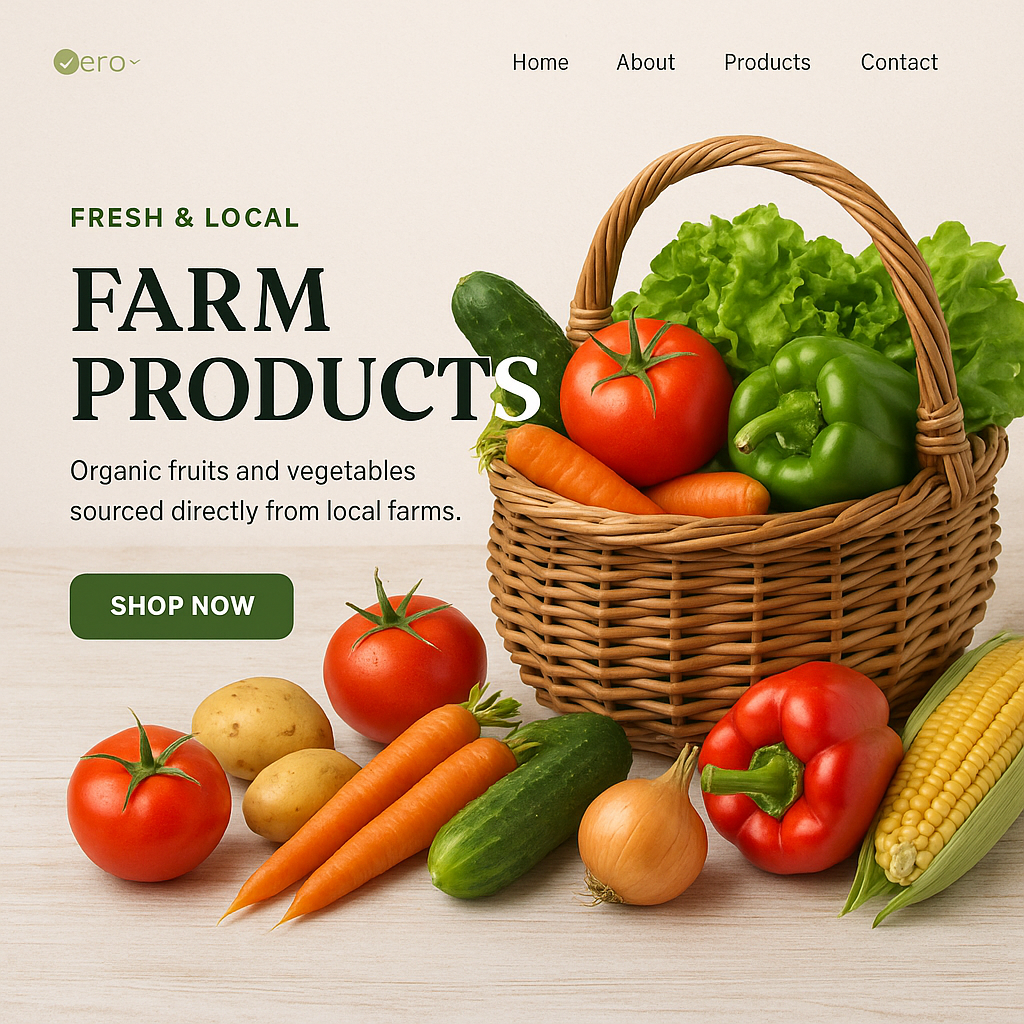 ero
Home About Products Contact
FRESH & LOCAL
FARM
PRODUCTS
Organic fruits and vegetables
sourced directly from local farms.
SHOP NOW